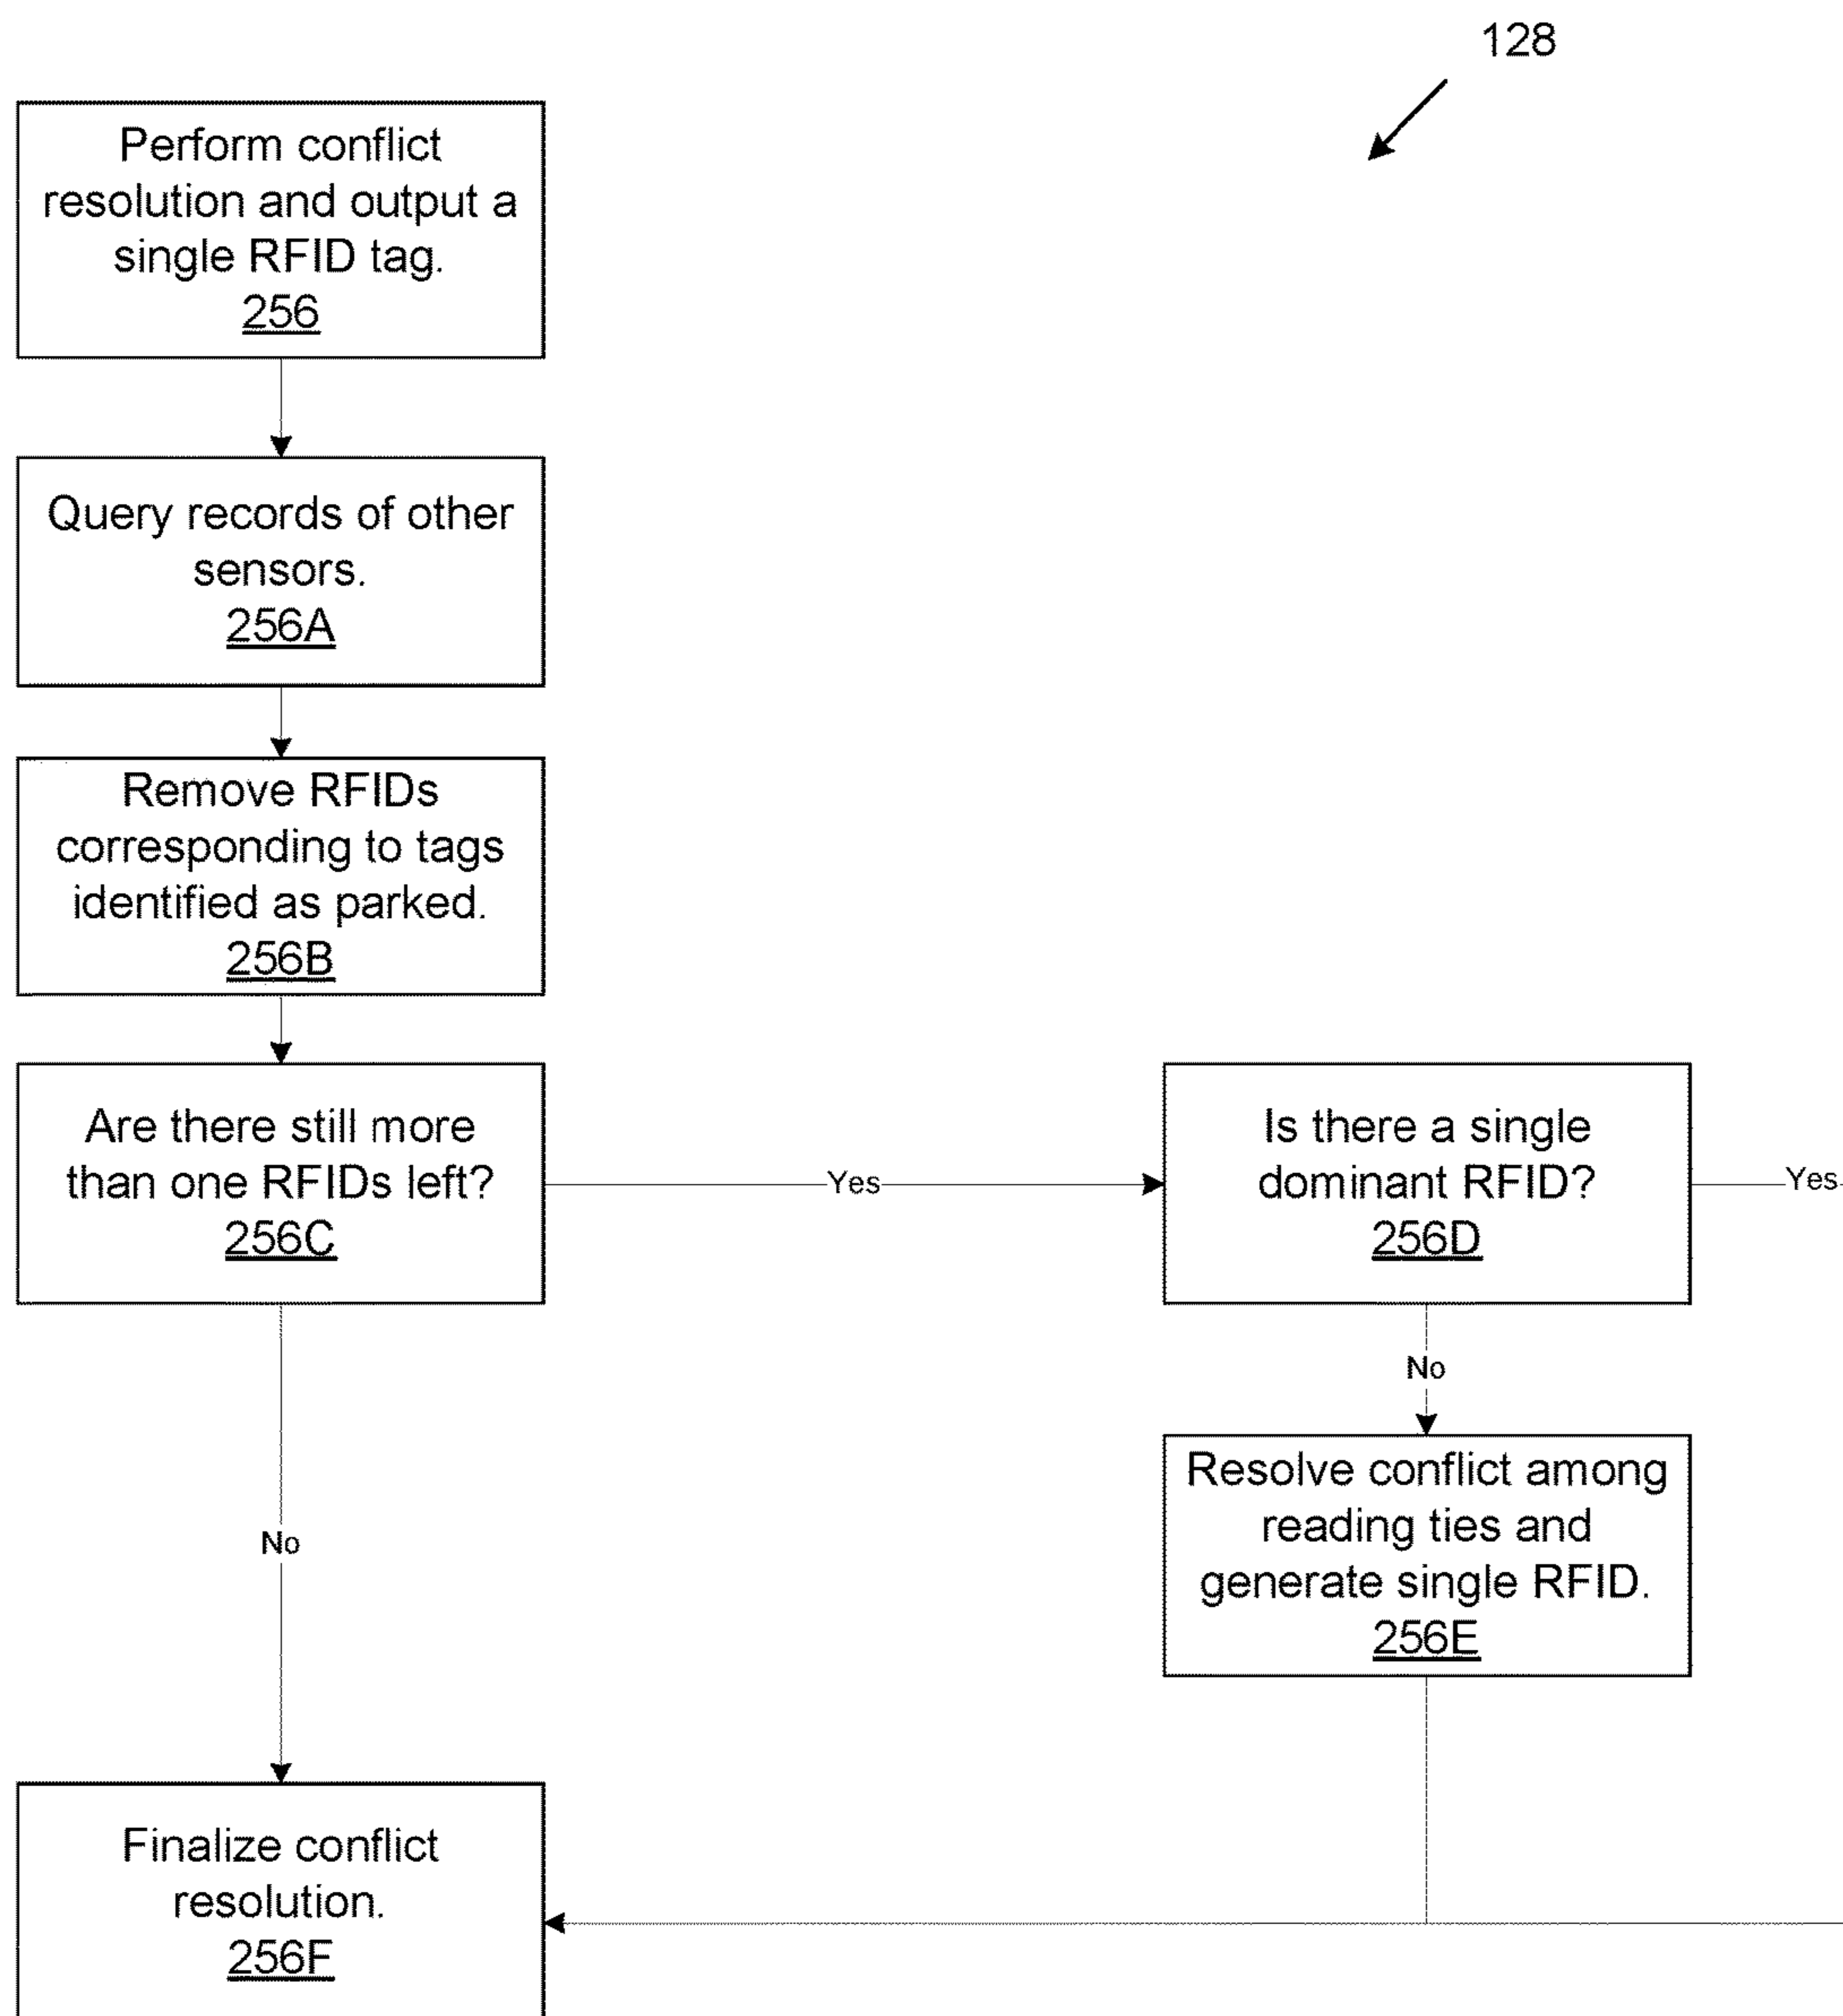 128
Perform conflict
resolution and output a
single RFID tag.
256
Query records of other
sensors.
256A
Remove RFIDs
corresponding to tags
identified as parked.
256B
Are there still more
than one RFIDs left?
256C
Yes
Is there a single
dominant RFID?
256D
Yes
No
Resolve conflict among
reading ties and
generate single RFID.
256E
No
Finalize conflict
resolution.
256F